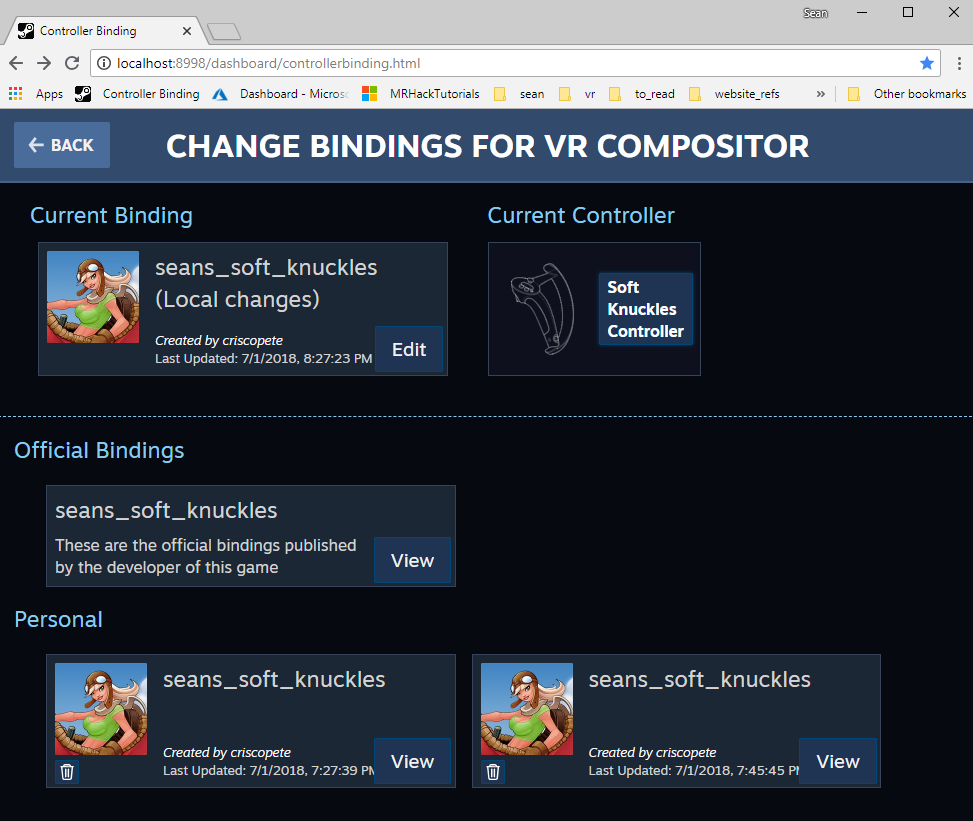 Sean
Controller Binding
localhost:8998/dashboard/controllerbinding.html
Apps Controller Binding Dashboard - Micros MRHackTutorials sean vr to_read website_refs » Other bookmarks
BACK
CHANGE BINDINGS FOR VR COMPOSITOR
Current Binding
seans_soft_knuckles
(Local changes)
Created by criscopete
Last Updated: 7/1/2018, 8:27:23 PM
Edit
Current Controller
Soft
Knuckles
Controller
Official Bindings
seans_soft_knuckles
These are the official bindings published
by the developer of this game
View
Personal
seans_soft_knuckles
Created by criscopete
Last Updated: 7/1/2018, 7:27:39 PM
View
seans_soft_knuckles
Created by criscopete
Last Updated: 7/1/2018, 7:45:45 PM
View